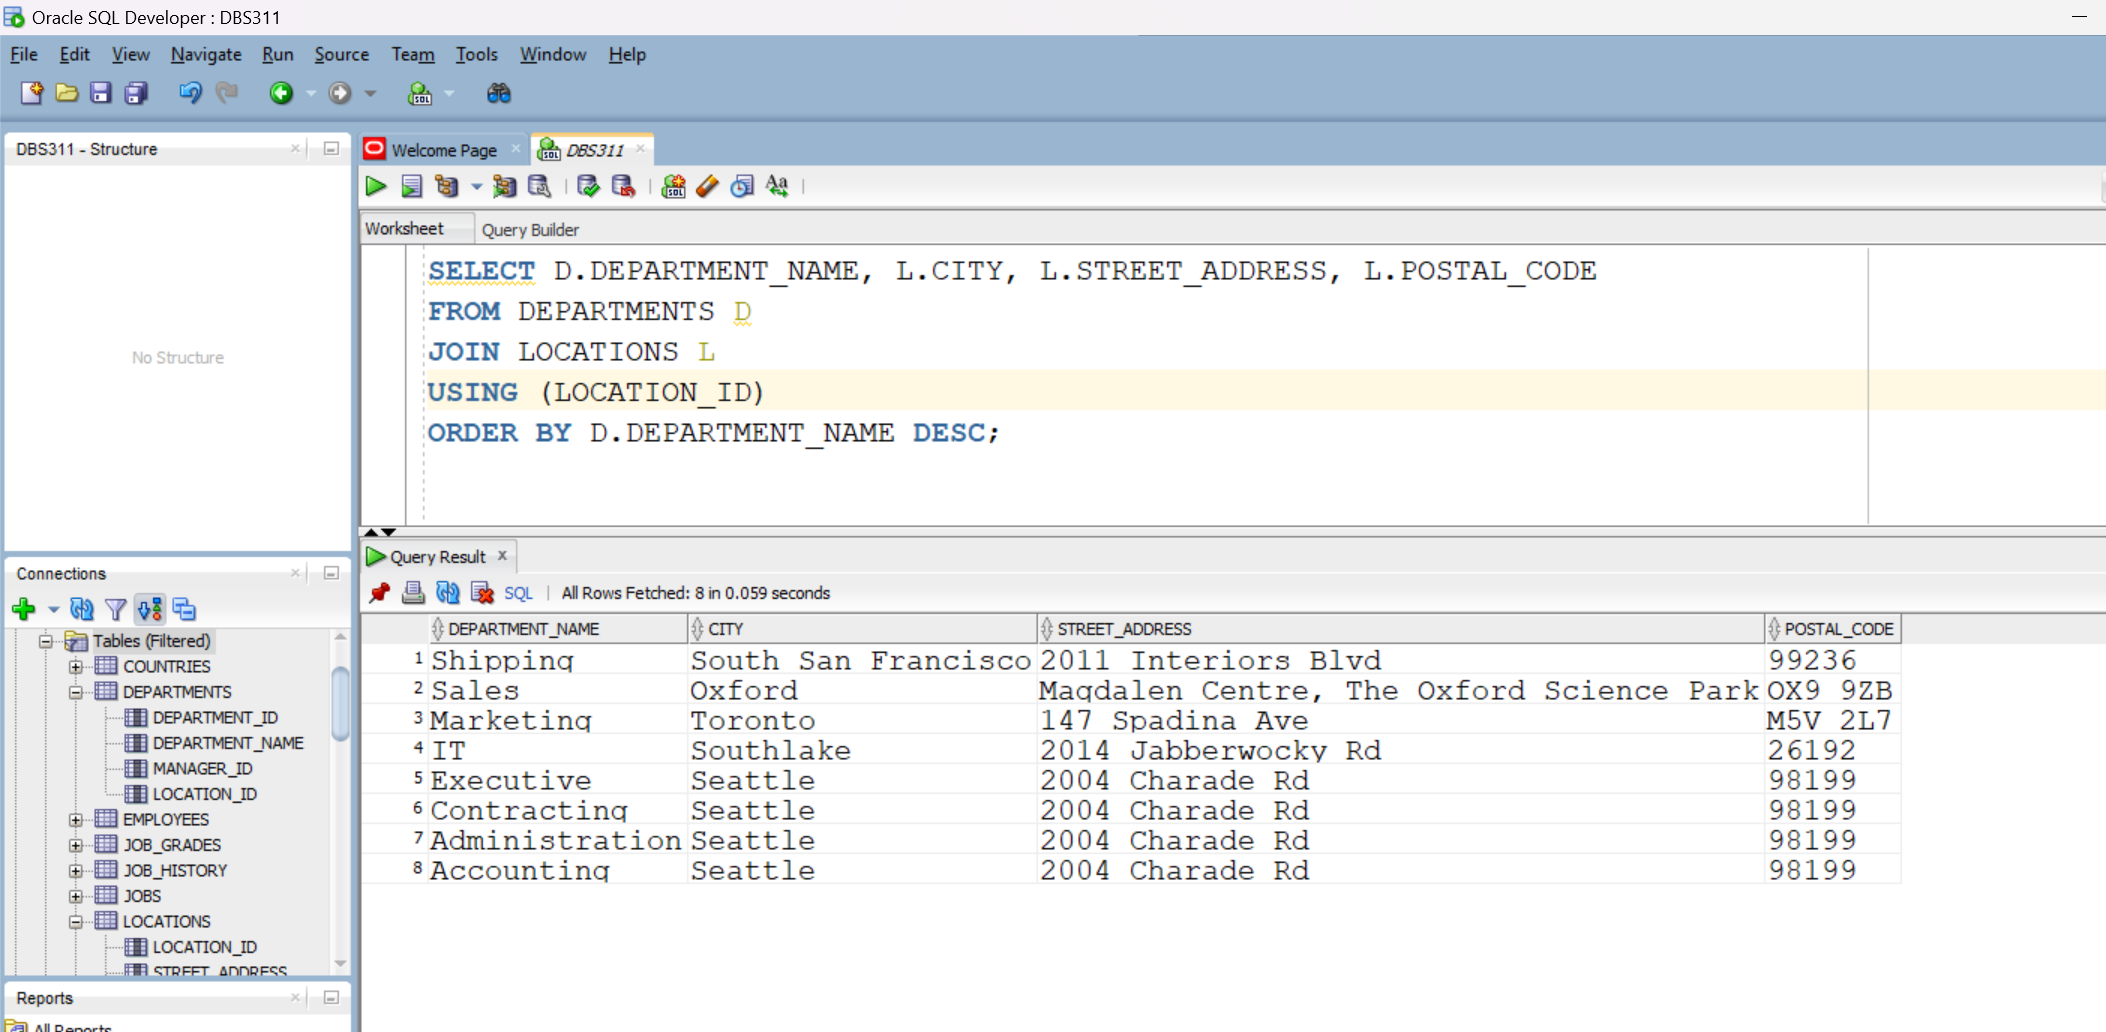 Oracle SQL Developer : DBS311
File Edit View Navigate Run Source Team Tools Window Help
DBS311 - Structure
No Structure
Welcome Page
DBS311
Worksheet
Query Builder
SELECT D.DEPARTMENT_NAME, L.CITY, L.STREET_ADDRESS, L.POSTAL_CODE
FROM DEPARTMENTS D
JOIN LOCATIONS L
USING (LOCATION_ID)
ORDER BY D.DEPARTMENT_NAME DESC;
Connections
Tables (Filtered)
COUNTRIES
DEPARTMENTS
DEPARTMENT_ID
DEPARTMENT_NAME
MANAGER_ID
LOCATION_ID
EMPLOYEES
JOB_GRADES
JOB_HISTORY
JOBS
LOCATIONS
LOCATION_ID
STREET_ADDRESS
Reports
All Reports
Query Result
SQL | All Rows Fetched: 8 in 0.059 seconds
DEPARTMENT_NAME CITY STREET_ADDRESS POSTAL_CODE
1 Shipping South San Francisco 2011 Interiors Blvd 99236
2 Sales Oxford Magdalen Centre, The Oxford Science Park OX9 9ZB
3 Marketing Toronto 147 Spadina Ave M5V 2L7
4 IT Southlake 2014 Jabberwocky Rd 26192
5 Executive Seattle 2004 Charade Rd 98199
6 Contracting Seattle 2004 Charade Rd 98199
7 Administration Seattle 2004 Charade Rd 98199
8 Accounting Seattle 2004 Charade Rd 98199